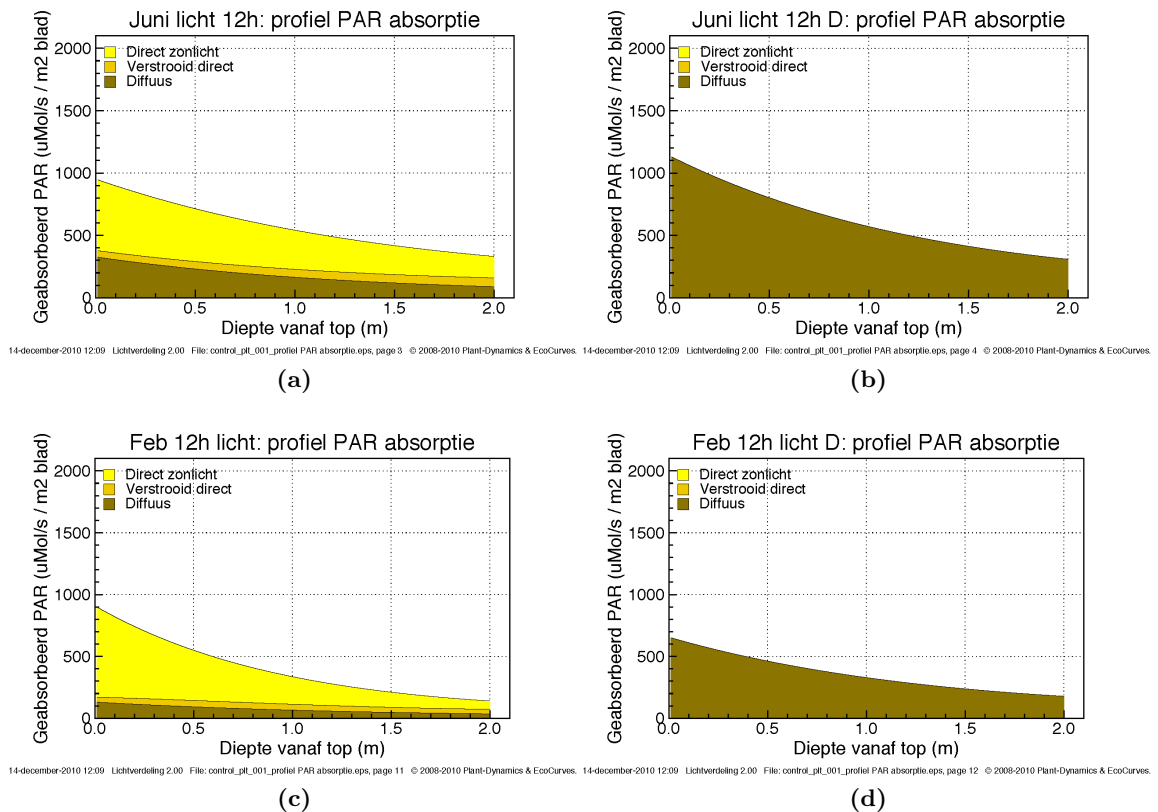 Juni licht 12h: profiel PAR absorptie
Geabsorbeerd PAR (uMol/s / m2 blad)
2000
1500
1000
500
0
Direct zonlicht
Verstrooid direct
Diffuus
0.0 0.5 1.0 1.5 2.0
Diepte vanaf top (m)
14-december-2010 12:09 Lichtverdeling 2.00 File: control_plt_001_profiel PAR absorptie.eps, page 3 © 2008-2010 Plant-Dynamics & EcoCurves.
(a)
Juni licht 12h D: profiel PAR absorptie
Geabsorbeerd PAR (uMol/s / m2 blad)
2000
1500
1000
500
0
Direct zonlicht
Verstrooid direct
Diffuus
0.0 0.5 1.0 1.5 2.0
Diepte vanaf top (m)
14-december-2010 12:09 Lichtverdeling 2.00 File: control_plt_001_profiel PAR absorptie.eps, page 4 © 2008-2010 Plant-Dynamics & EcoCurves.
(b)
Feb 12h licht: profiel PAR absorptie
Geabsorbeerd PAR (uMol/s / m2 blad)
2000
1500
1000
500
0
Direct zonlicht
Verstrooid direct
Diffuus
0.0 0.5 1.0 1.5 2.0
Diepte vanaf top (m)
14-december-2010 12:09 Lichtverdeling 2.00 File: control_plt_001_profiel PAR absorptie.eps, page 11 © 2008-2010 Plant-Dynamics & EcoCurves.
(c)
Feb 12h licht D: profiel PAR absorptie
Geabsorbeerd PAR (uMol/s / m2 blad)
2000
1500
1000
500
0
Direct zonlicht
Verstrooid direct
Diffuus
0.0 0.5 1.0 1.5 2.0
Diepte vanaf top (m)
14-december-2010 12:09 Lichtverdeling 2.00 File: control_plt_001_profiel PAR absorptie.eps, page 12 © 2008-2010 Plant-Dynamics & EcoCurves.
(d)